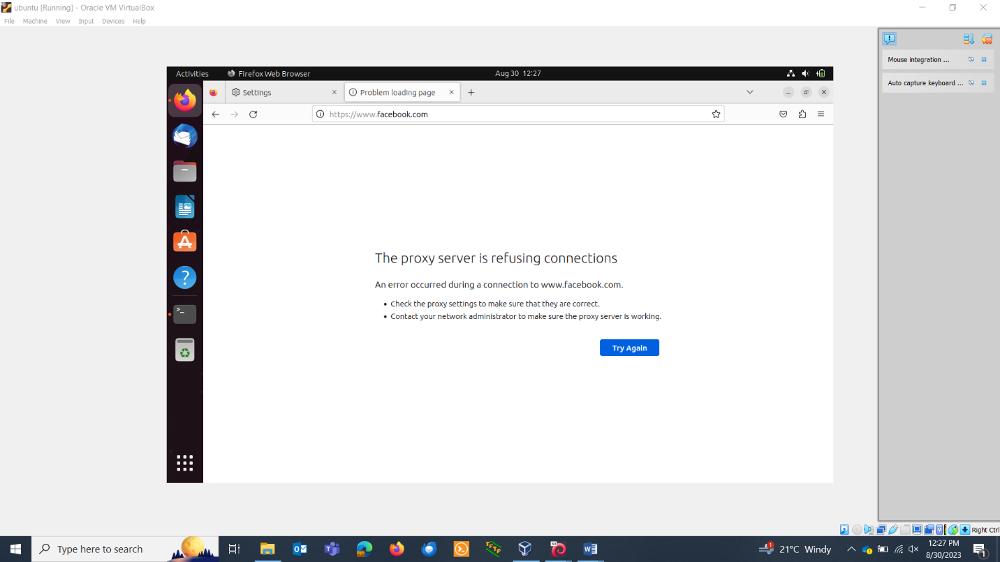 ubuntu [Running] - Oracle VM VirtualBox
File Machine View Input Devices Help
Mouse integration ...
Auto capture keyboard ...
Activities Firefox Web Browser Aug 30 12:27
Settings Problem loading page
https://www.facebook.com
The proxy server is refusing connections
An error occurred during a connection to www.facebook.com.
Check the proxy settings to make sure that they are correct.
Contact your network administrator to make sure the proxy server is working.
Try Again
Right Ctrl
Type here to search
1 21°C Windy
12:27 PM
8/30/2023
1